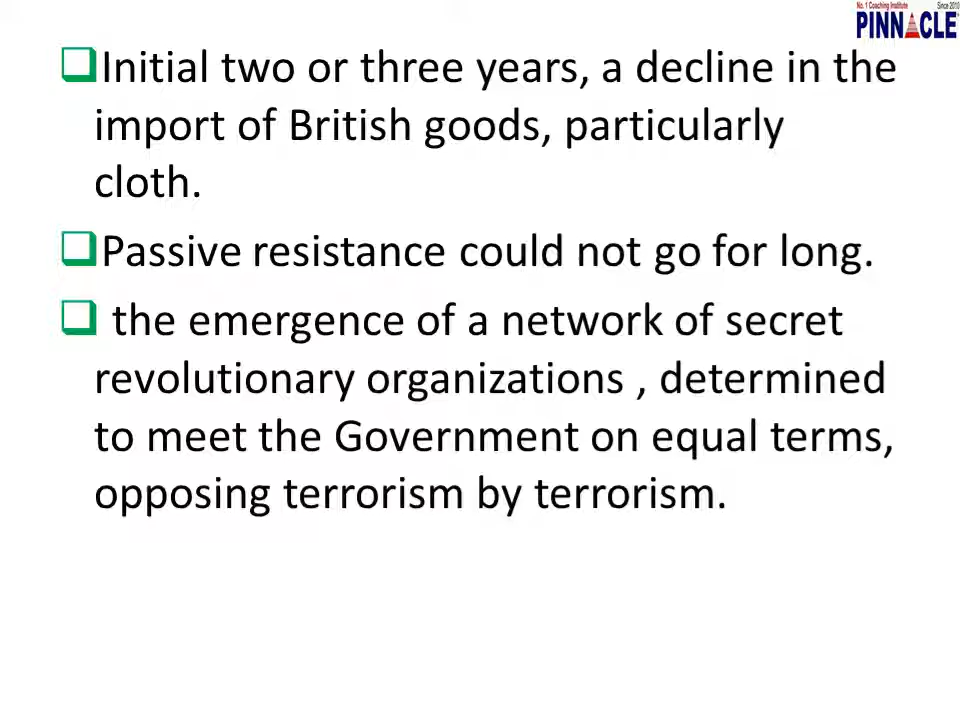 No. 1 Coaching Institute Since 2010
PINNACLE
Initial two or three years, a decline in the
import of British goods, particularly
cloth.
Passive resistance could not go for long.
the emergence of a network of secret
revolutionary organizations , determined
to meet the Government on equal terms,
opposing terrorism by terrorism.